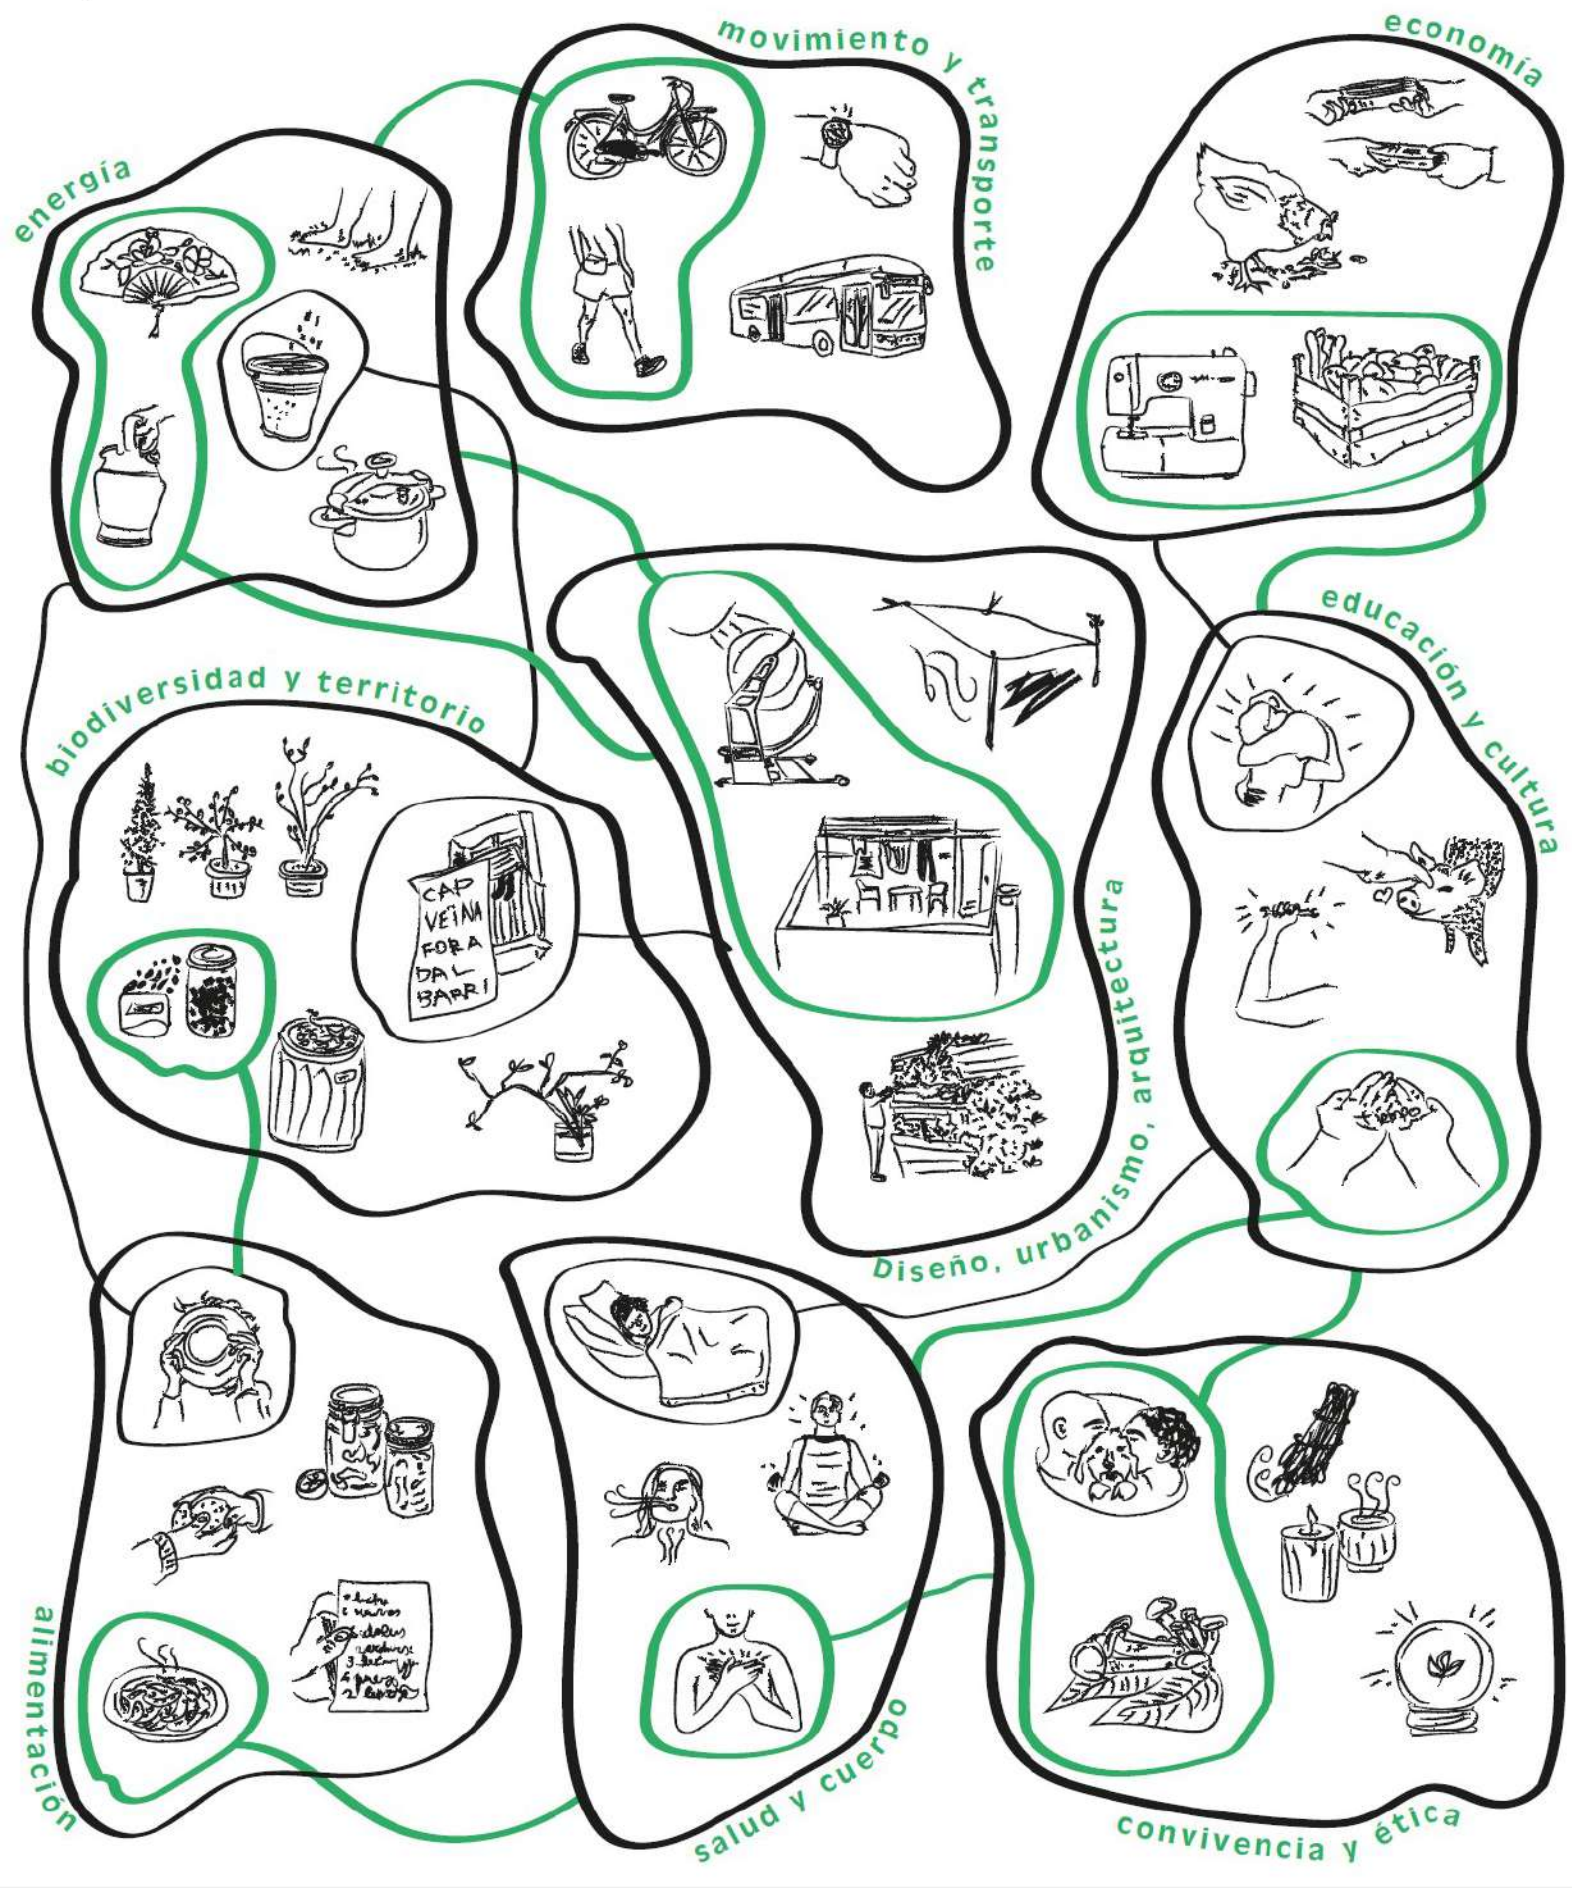 movimiento y transporte
economía
energía
educación y cultura
biodiversidad y territorio
CAP
VEÏNA
FORA
DAL
BARRI
Diseño, urbanismo, arquitectura
alimentación
salud y cuerpo
convivencia y ética